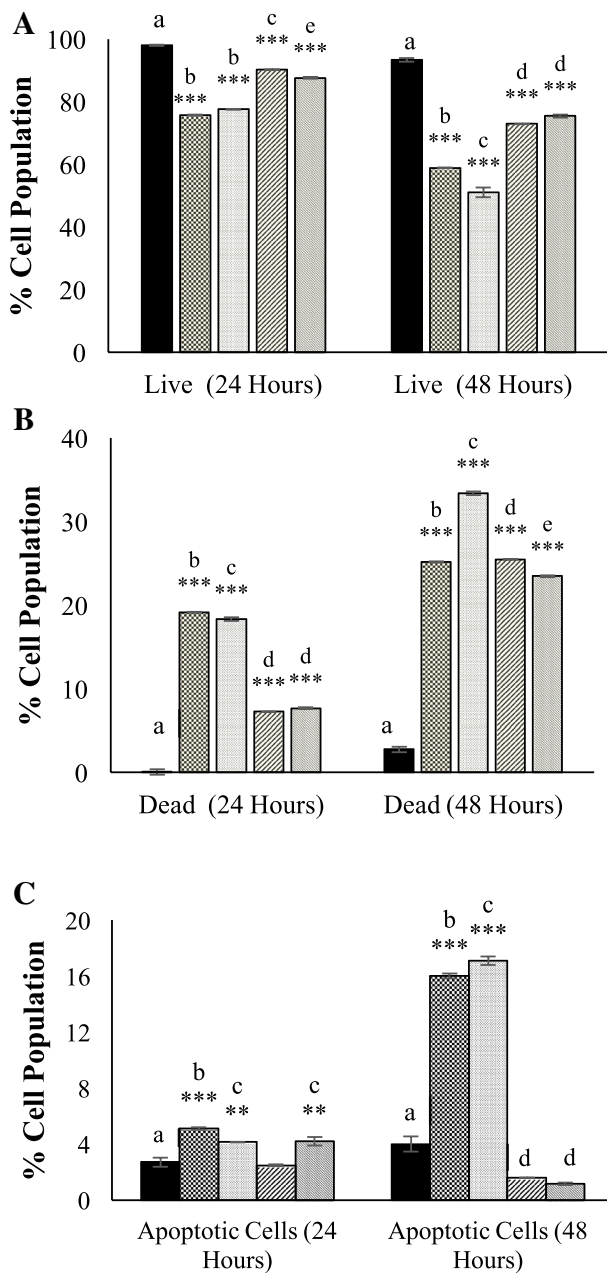 A
% Cell Population
100
80
60
40
20
0
a
b
***
b
***
c
***
e
***
a
b
***
c
***
d
***
d
***
Live (24 Hours)
Live (48 Hours)
B
% Cell Population
40
30
20
10
0
a
b
***
c
***
d
***
d
***
a
b
***
c
***
d
***
e
***
Dead (24 Hours)
Dead (48 Hours)
C
% Cell Population
20
16
12
8
4
0
a
b
***
c
**
c
**
a
b
***
c
***
d
d
Apoptotic Cells (24
Hours)
Apoptotic Cells (48
Hours)